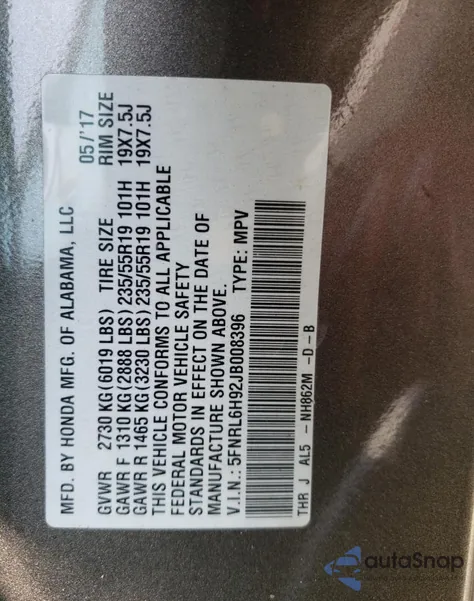 MFD. BY HONDA MFG. OF ALABAMA, LLC 05/'17
GVWR 2730 KG(6019 LBS) TIRE SIZE RIM SIZE
GAWR F 1310 KG(2888 LBS)235/55R19 101H 19X7.5J
GAWR R 1465 KG(3230 LBS)235/55R19 101H 19X7.5J
THIS VEHICLE CONFORMS TO ALL APPLICABLE
FEDERAL MOTOR VEHICLE SAFETY
STANDARDS IN EFFECT ON THE DATE OF
MANUFACTURE SHOWN ABOVE.
V.I.N.: 5FNRL6H92JB008396 TYPE: MPV
THR J AL5 -NH862M -D-B
autoSnap